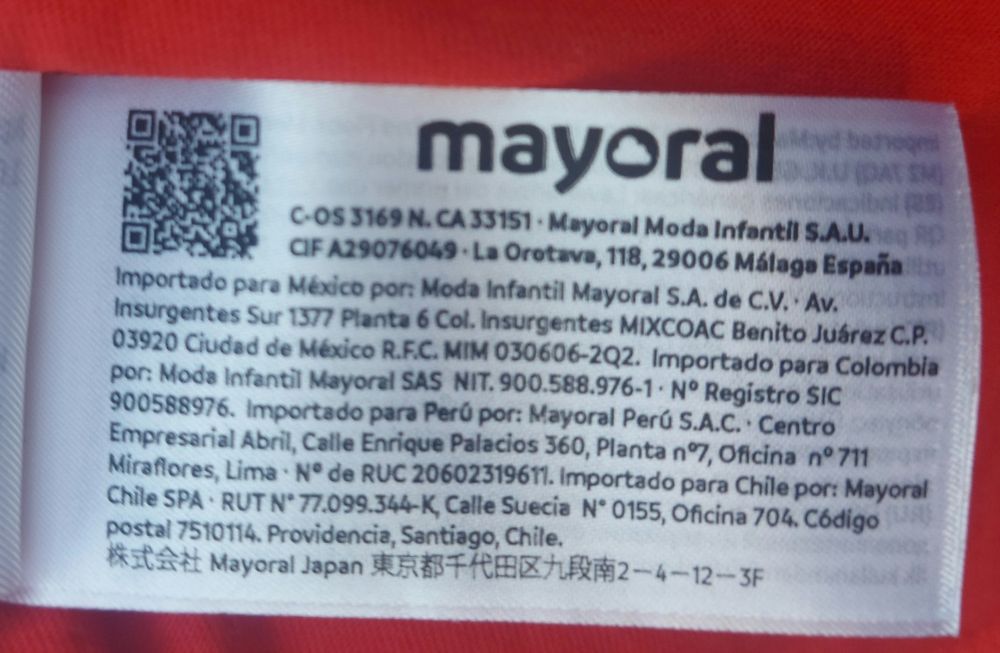 mayoral
C-OS 3169 N. CA 33151 · Mayoral Moda Infantil S.A.U.
CIF A29076049 · La Orotava, 118, 29006 Málaga España
Importado para México por: Moda Infantil Mayoral S.A. de C.V. · Av.
Insurgentes Sur 1377 Planta 6 Col. Insurgentes MIXCOAC Benito Juárez C.P.
03920 Ciudad de México R.F.C. MIM 030606-2Q2. Importado para Colombia
por: Moda Infantil Mayoral SAS NIT. 900.588.976-1 · Nº Registro SIC
900588976. Importado para Perú por: Mayoral Perú S.A.C. · Centro
Empresarial Abril, Calle Enrique Palacios 360, Planta nº7, Oficina nº 711
Miraflores, Lima · Nº de RUC 20602319611. Importado para Chile por: Mayoral
Chile SPA · RUT N° 77.099.344-K, Calle Suecia N° 0155, Oficina 704. Código
postal 7510114. Providencia, Santiago, Chile.
株式会社 Mayoral Japan 東京都千代田区九段南2－4－12－3F